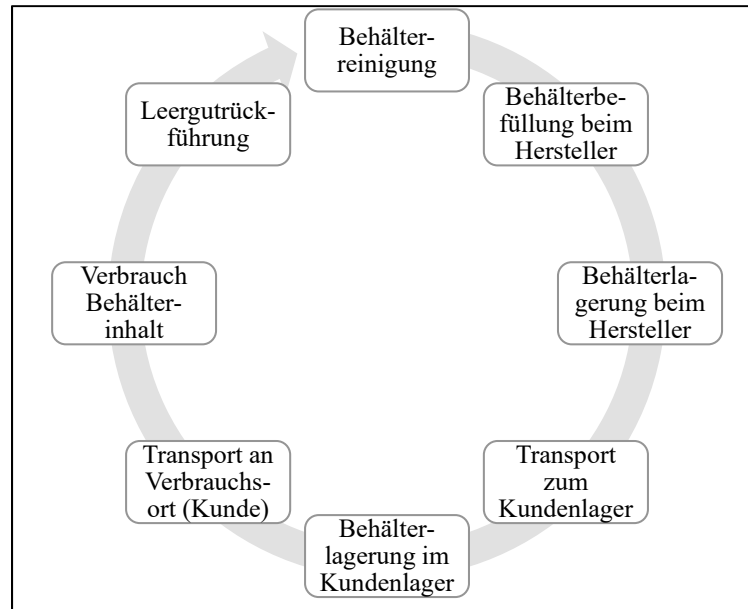 Behälter-
reinigung
Behälterbe-
füllung beim
Hersteller
Behälterla-
gerung beim
Hersteller
Transport
zum
Kundenlager
Behälter-
lagerung im
Kundenlager
Transport an
Verbrauchs-
ort (Kunde)
Verbrauch
Behälter-
inhalt
Leergutrück-
führung